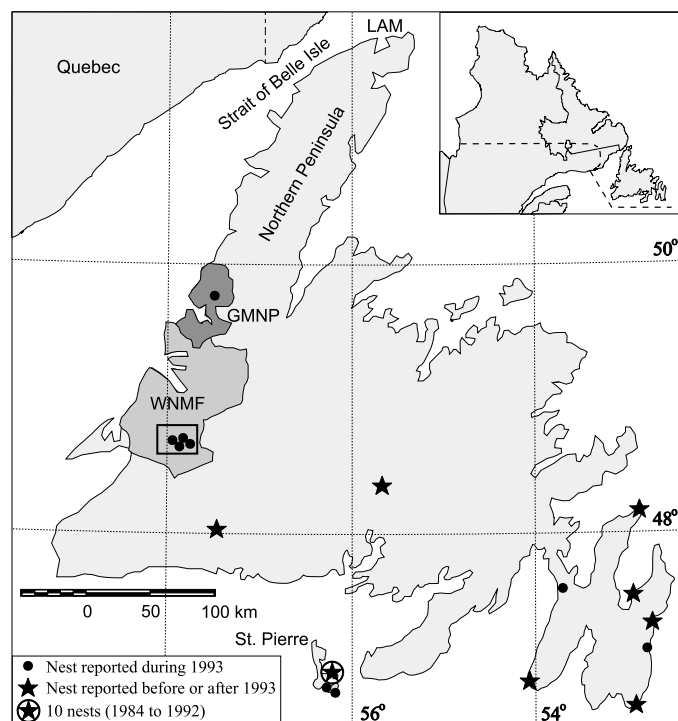 LAM
Quebec
Strait of Belle Isle
Northern Peninsula
50°
GMNP
WNMF
48°
0 50 100 km
St. Pierre
Nest reported during 1993
Nest reported before or after 1993
10 nests (1984 to 1992)
56°
54°